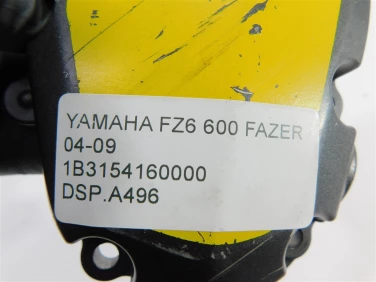 YAMAHA FZ6 600 FAZER
04-09
1B3154160000
DSP.A496